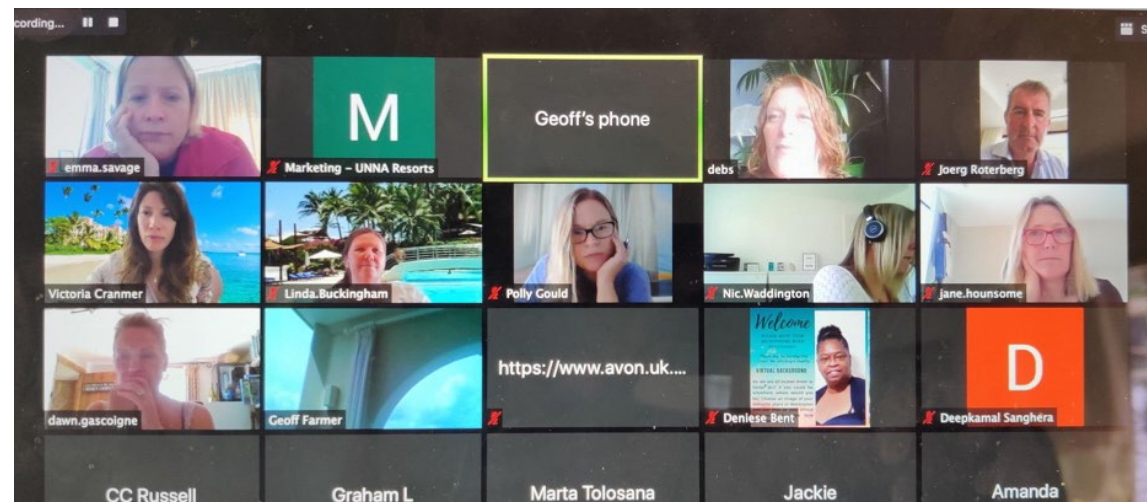 cording...
S
M
Geoff's phone
emma.savage
Marketing – UNNA Resorts
debs
Joerg Roterberg
Victoria Cranmer
Linda.Buckingham
Polly Gould
Nic.Waddington
jane.hounsome
https://www.avon.uk....
Welcome
VIRTUAL BACKGROUND
D
dawn.gascoigne
Geoff Farmer
Deniese Bent
Deepkamal Sanghera
CC Russell
Graham L
Marta Tolosana
Jackie
Amanda